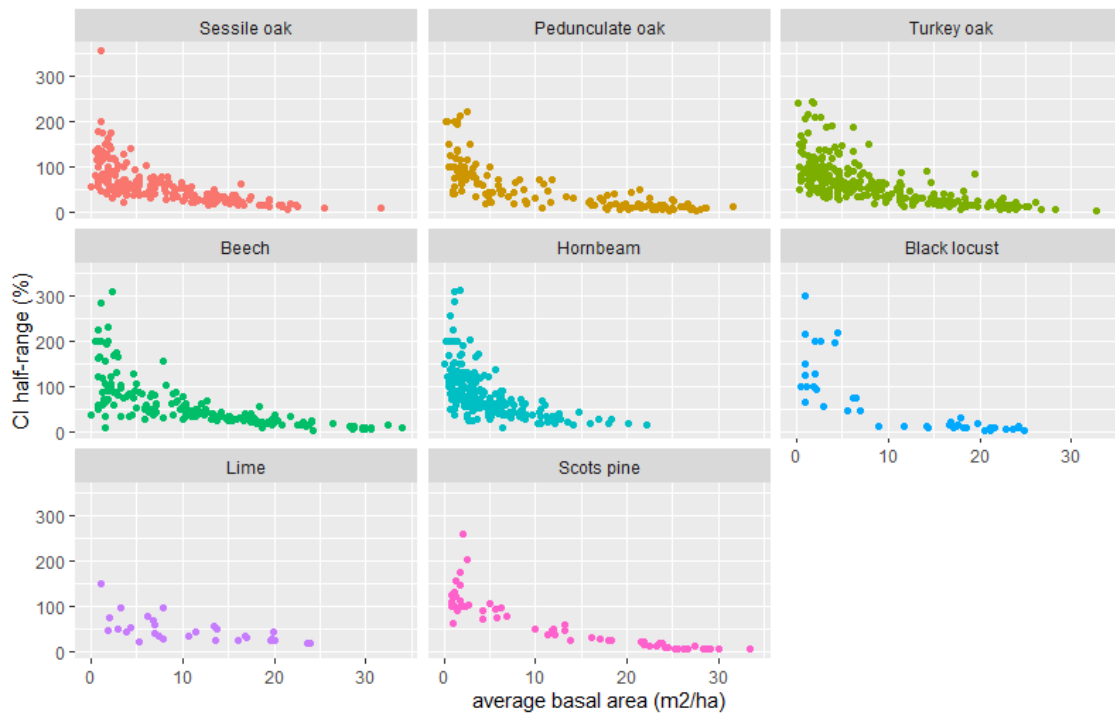 Sessile oak
Pedunculate oak
Turkey oak
300
200
100
0
Beech
Hornbeam
Black locust
300
200
100
0
0
10
20
30
Lime
Scots pine
300
200
100
0
0
10
20
30
0
10
20
30
CI half-range (%)
average basal area (m2/ha)